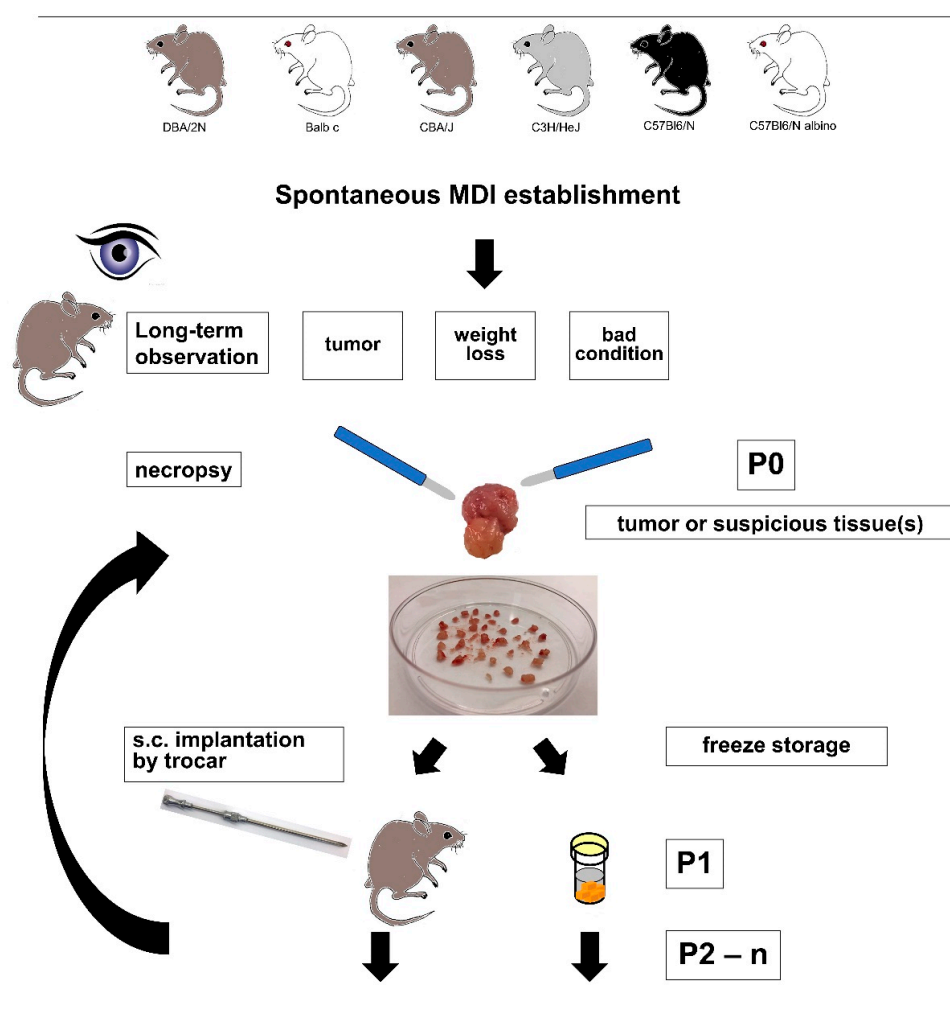 DBA/2N
Balb c
CBA/J
C3H/HeJ
C57Bl6/N
C57Bl6/N albino
Spontaneous MDI establishment
Long-term
observation
tumor
weight
loss
bad
condition
necropsy
P0
tumor or suspicious tissue(s)
s.c. implantation
by trocar
freeze storage
P1
P2 – n